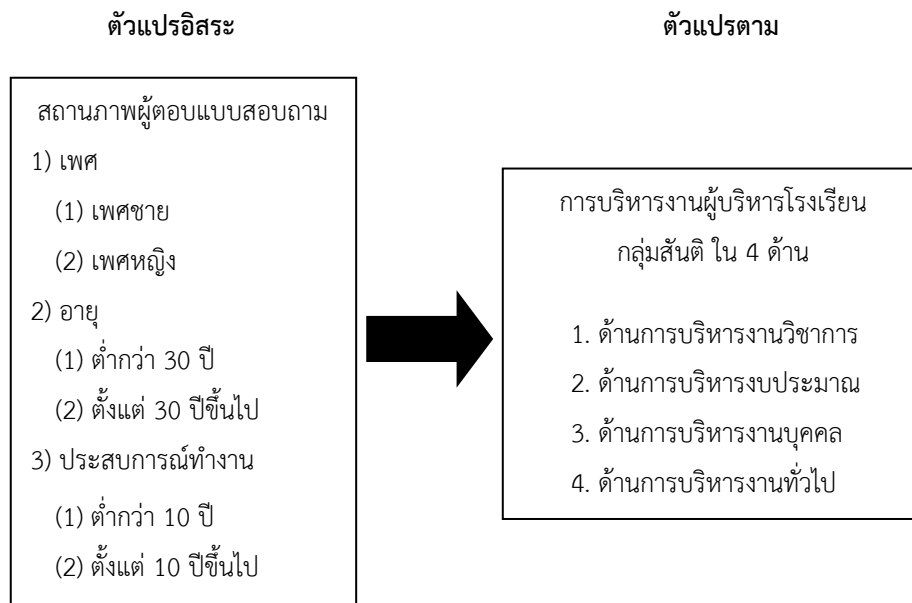 ตัวแปรอิสระ
สถานภาพผู้ตอบแบบสอบถาม
1) เพศ
(1) เพศชาย
(2) เพศหญิง
2) อายุ
(1) ต่ำกว่า 30 ปี
(2) ตั้งแต่ 30 ปีขึ้นไป
3) ประสบการณ์ทำงาน
(1) ต่ำกว่า 10 ปี
(2) ตั้งแต่ 10 ปีขึ้นไป
ตัวแปรตาม
การบริหารงานผู้บริหารโรงเรียน
กลุ่มสันติ ใน 4 ด้าน
1. ด้านการบริหารงานวิชาการ
2. ด้านการบริหารงบประมาณ
3. ด้านการบริหารงานบุคคล
4. ด้านการบริหารงานทั่วไป